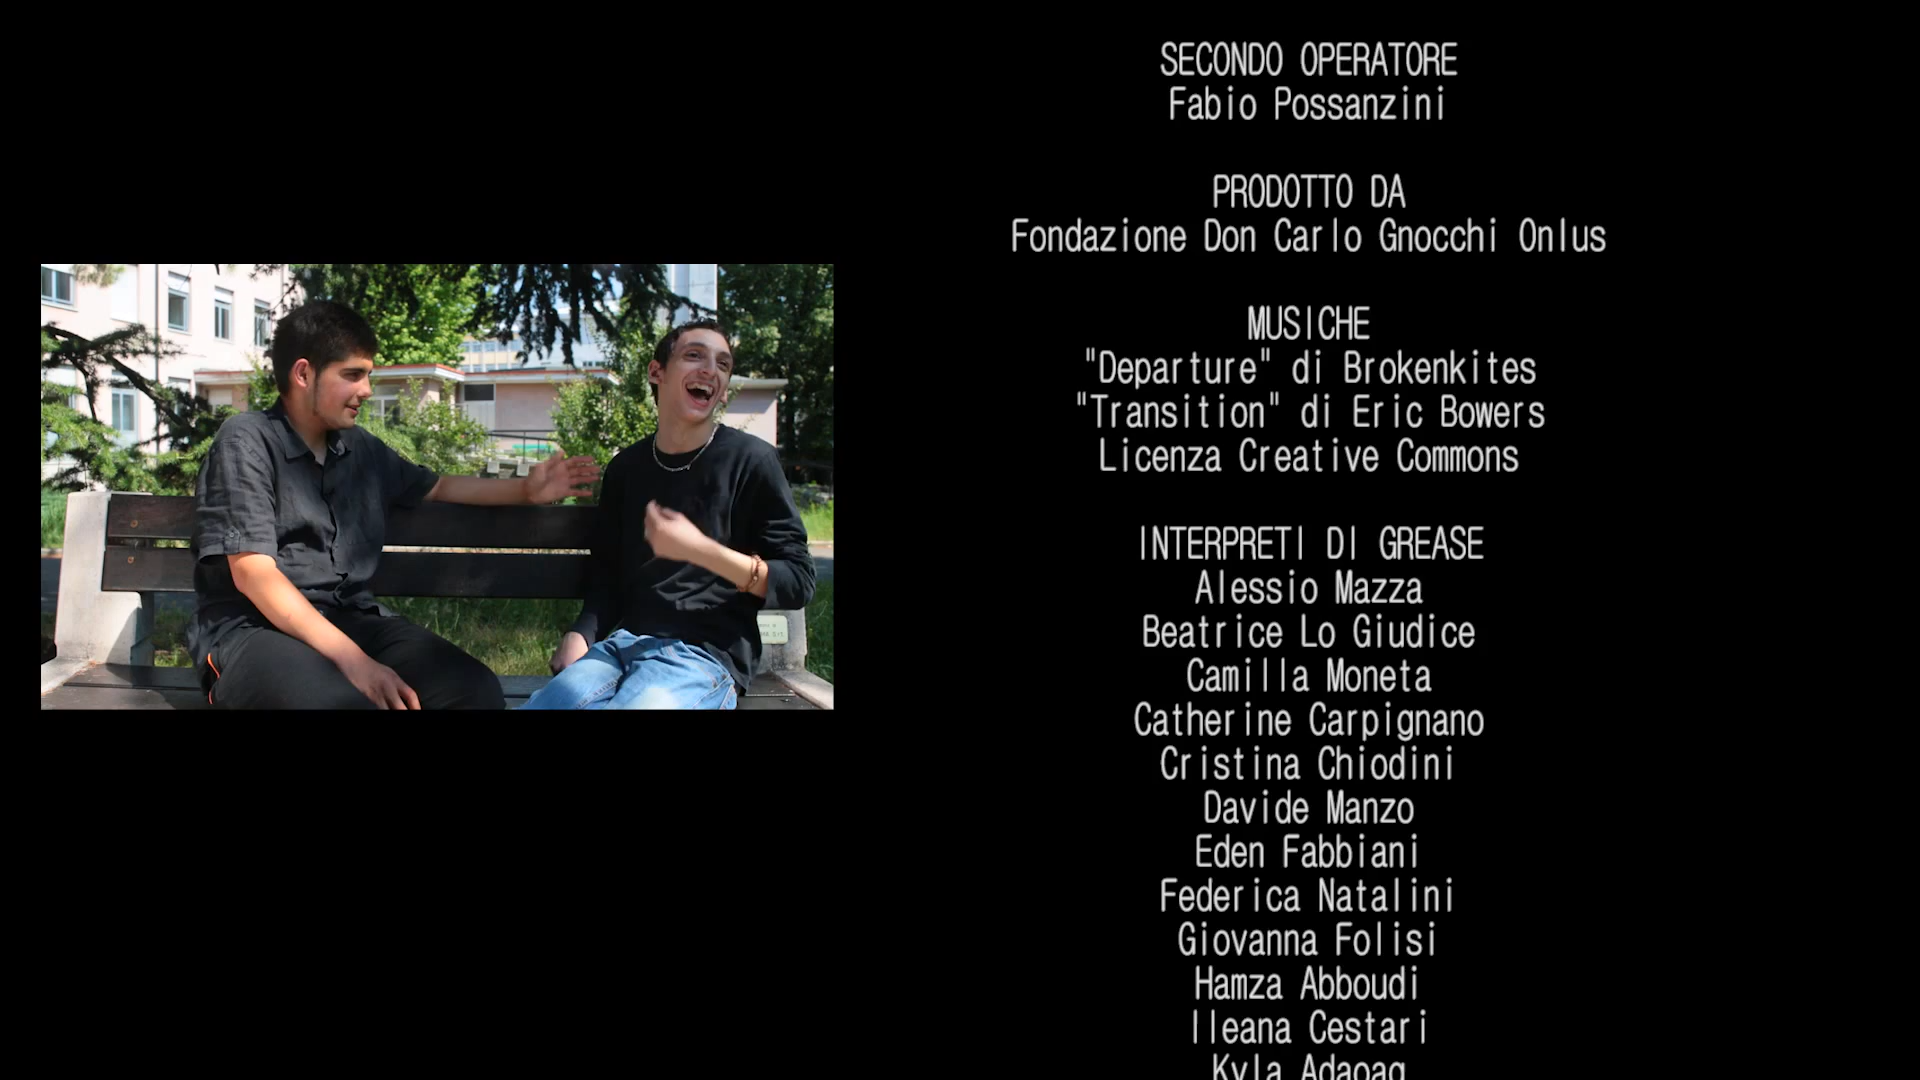 SECONDO OPERATORE
Fabio Possanzini
PRODOTTO DA
Fondazione Don Carlo Gnocchi Onlus
MUSICHE
"Departure" di Brokenkites
"Transition" di Eric Bowers
Licenza Creative Commons
INTERPRETI DI GREASE
Alessio Mazza
Beatrice Lo Giudice
Camilla Moneta
Catherine Carpignano
Cristina Chiodini
Davide Manzo
Eden Fabbiani
Federica Natalini
Giovanna Folisi
Hamza Abboudi
Ileana Cestari
Kyla